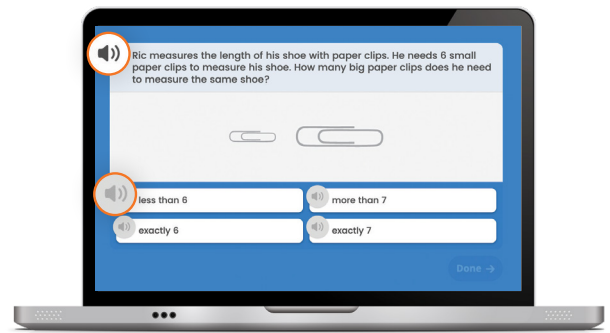 Ric measures the length of his shoe with paper clips. He needs 6 small
paper clips to measure his shoe. How many big paper clips does he need
to measure the same shoe?
less than 6
more than 7
exactly 6
exactly 7
Done